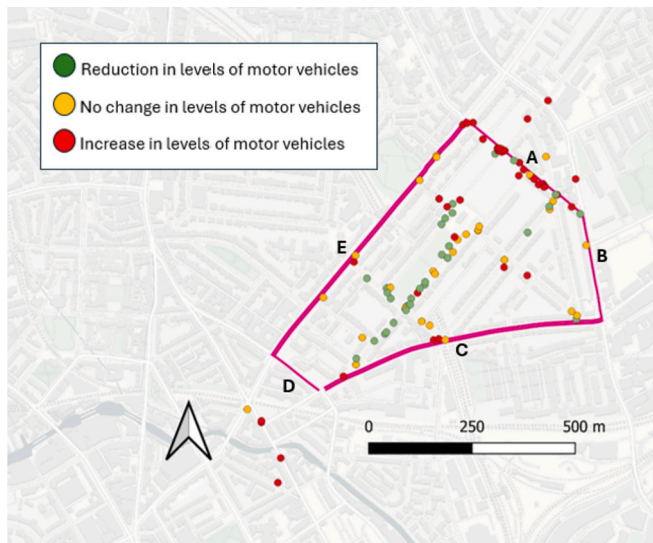 Reduction in levels of motor vehicles
No change in levels of motor vehicles
Increase in levels of motor vehicles
A
B
E
C
D
0 250 500 m